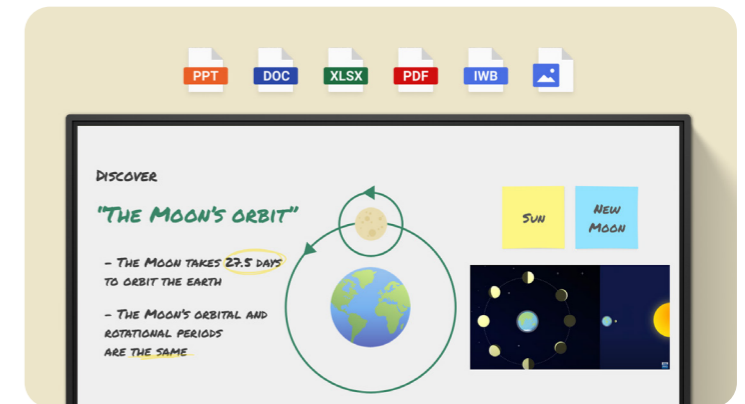 PPT
DOC
XLSX
PDF
IWB
DISCOVER
"THE MOON'S ORBIT"
- THE MOON TAKES 27.5 DAYS
TO ORBIT THE EARTH
- THE MOON'S ORBITAL AND
ROTATIONAL PERIODS
ARE THE SAME
SUN
NEW
MOON